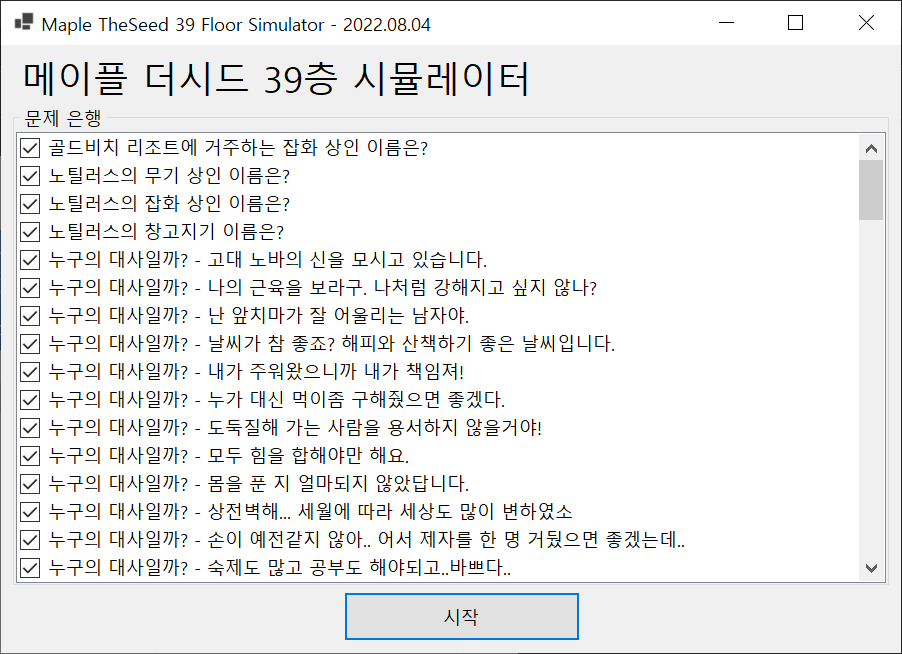 Maple TheSeed 39 Floor Simulator - 2022.08.04
메이플 더시드 39층 시뮬레이터
문제 은행
골드비치 리조트에 거주하는 잡화 상인 이름은?
노틸러스의 무기 상인 이름은?
노틸러스의 잡화 상인 이름은?
노틸러스의 창고지기 이름은?
누구의 대사일까? - 고대 노바의 신을 모시고 있습니다.
누구의 대사일까? - 나의 근육을 보라구. 나처럼 강해지고 싶지 않나?
누구의 대사일까? - 난 앞치마가 잘 어울리는 남자야.
누구의 대사일까? - 날씨가 참 좋죠? 해피와 산책하기 좋은 날씨입니다.
누구의 대사일까? - 내가 주워왔으니까 내가 책임져!
누구의 대사일까? - 누가 대신 먹이좀 구해줬으면 좋겠다.
누구의 대사일까? - 도둑질해 가는 사람을 용서하지 않을거야!
누구의 대사일까? - 모두 힘을 합해야만 해요.
누구의 대사일까? - 몸을 푼 지 얼마되지 않았답니다.
누구의 대사일까? - 상전벽해... 세월에 따라 세상도 많이 변하였소
누구의 대사일까? - 손이 예전같지 않아.. 어서 제자를 한 명 거뒀으면 좋겠는데..
누구의 대사일까? - 숙제도 많고 공부도 해야되고..바쁘다..
시작